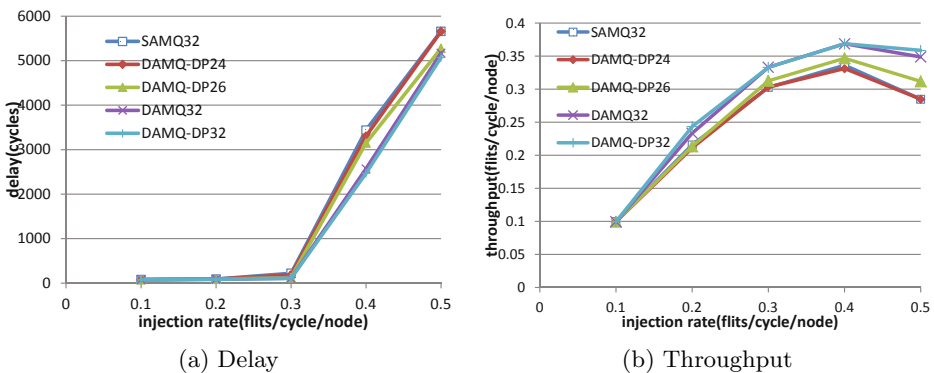 6000
5000
4000
3000
2000
1000
0
delay(cycles)
SAMQ32
DAMQ-DP24
DAMQ-DP26
DAMQ32
DAMQ-DP32
0 0.1 0.2 0.3 0.4 0.5
injection rate(flits/cycle/node)
(a) Delay
0.4
0.35
0.3
0.25
0.2
0.15
0.1
0.05
0
throughput(flits/cycle/node)
SAMQ32
DAMQ-DP24
DAMQ-DP26
DAMQ32
DAMQ-DP32
0 0.1 0.2 0.3 0.4 0.5
injection rate(flits/cycle/node)
(b) Throughput